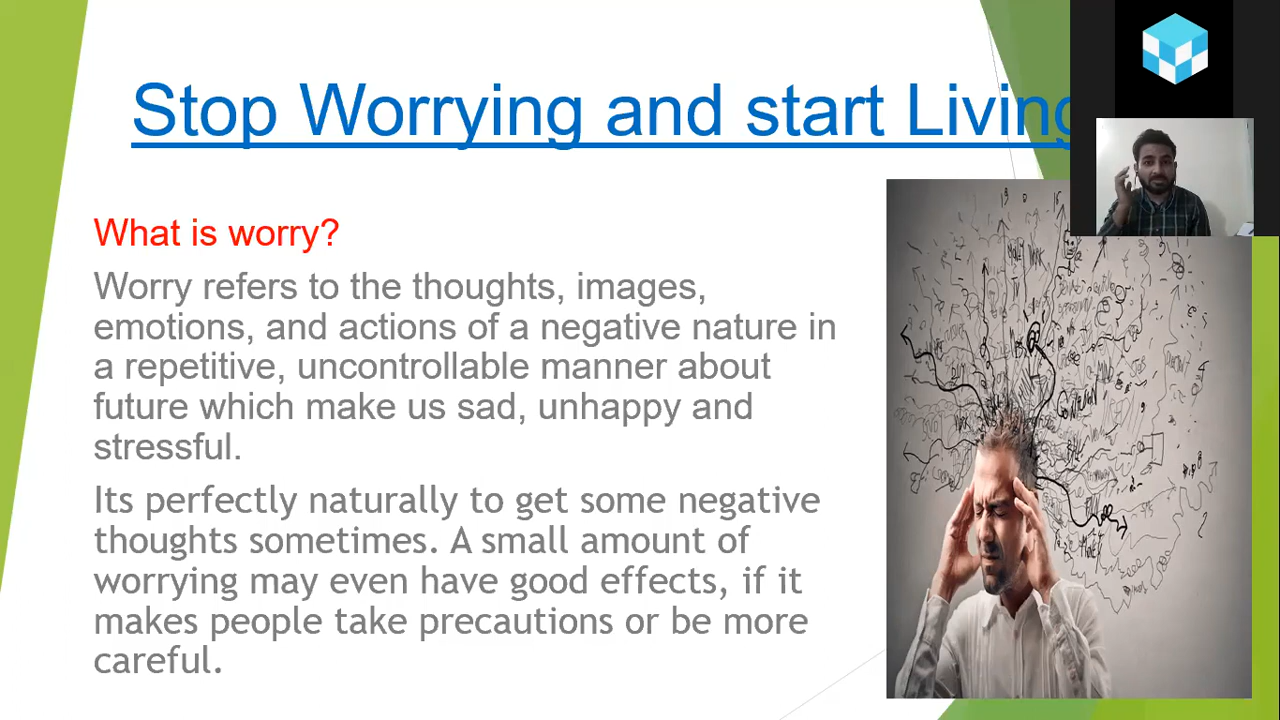 Stop Worrying and start Living
What is worry?
Worry refers to the thoughts, images,
emotions, and actions of a negative nature in
a repetitive, uncontrollable manner about
future which make us sad, unhappy and
stressful.
Its perfectly naturally to get some negative
thoughts sometimes. A small amount of
worrying may even have good effects, if it
makes people take precautions or be more
careful.